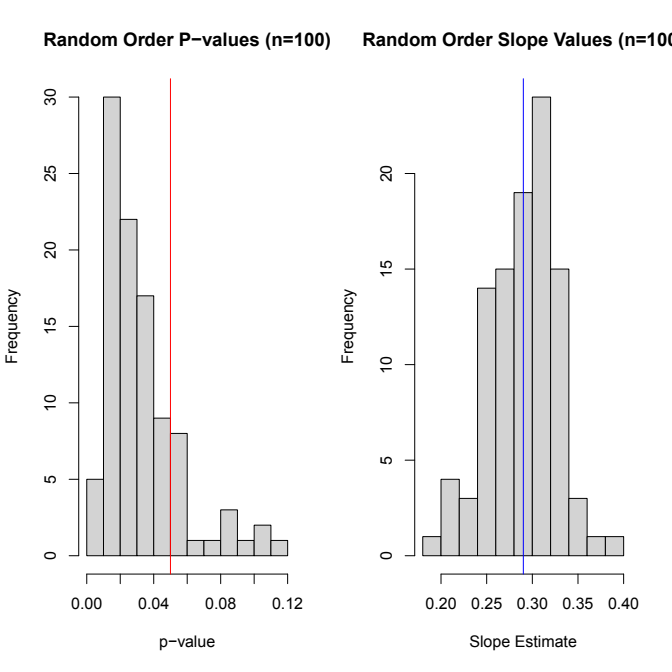 Random Order P−values (n=100)
Frequency
0
5
10
15
20
25
30
0.00 0.04 0.08 0.12
p−value
Random Order Slope Values (n=100
Frequency
0
5
10
15
20
0.20 0.25 0.30 0.35 0.40
Slope Estimate